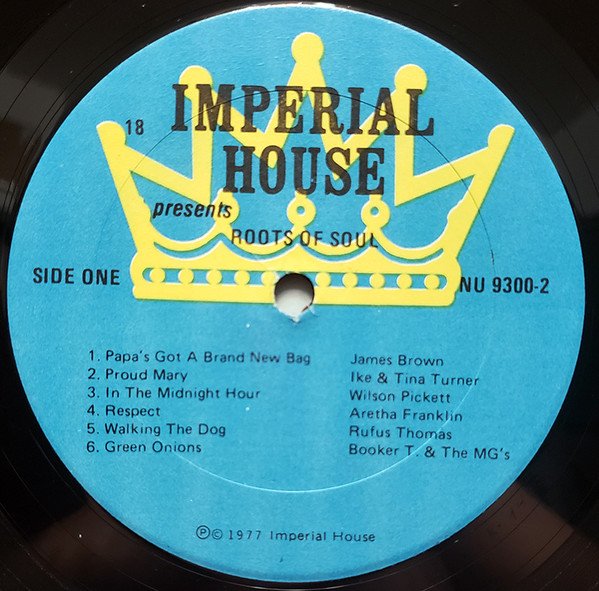 18
IMPERIAL
HOUSE
presents
ROOTS OF SOUL
SIDE ONE NU 9300-2
1. Papa's Got A Brand New Bag James Brown
2. Proud Mary Ike & Tina Turner
3. In The Midnight Hour Wilson Pickett
4. Respect Aretha Franklin
5. Walking The Dog Rufus Thomas
6. Green Onions Booker T. & The MG's
℗© 1977 Imperial House